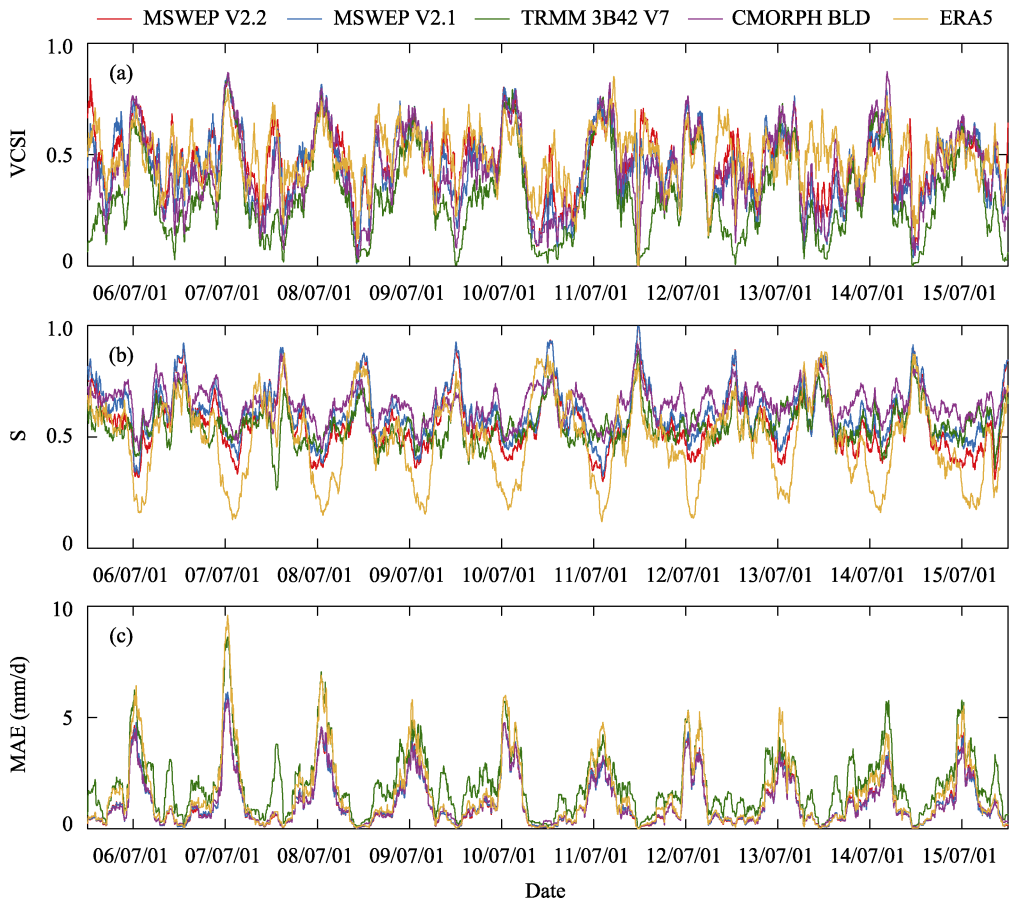 MSWEP V2.2 MSWEP V2.1 TRMM 3B42 V7 CMORPH BLD ERA5
1.0
(a)
VCSI
0.5
0
06/07/01 07/07/01 08/07/01 09/07/01 10/07/01 11/07/01 12/07/01 13/07/01 14/07/01 15/07/01
1.0
(b)
S
0.5
0
06/07/01 07/07/01 08/07/01 09/07/01 10/07/01 11/07/01 12/07/01 13/07/01 14/07/01 15/07/01
10
(c)
MAE (mm/d)
5
0
06/07/01 07/07/01 08/07/01 09/07/01 10/07/01 11/07/01 12/07/01 13/07/01 14/07/01 15/07/01
Date